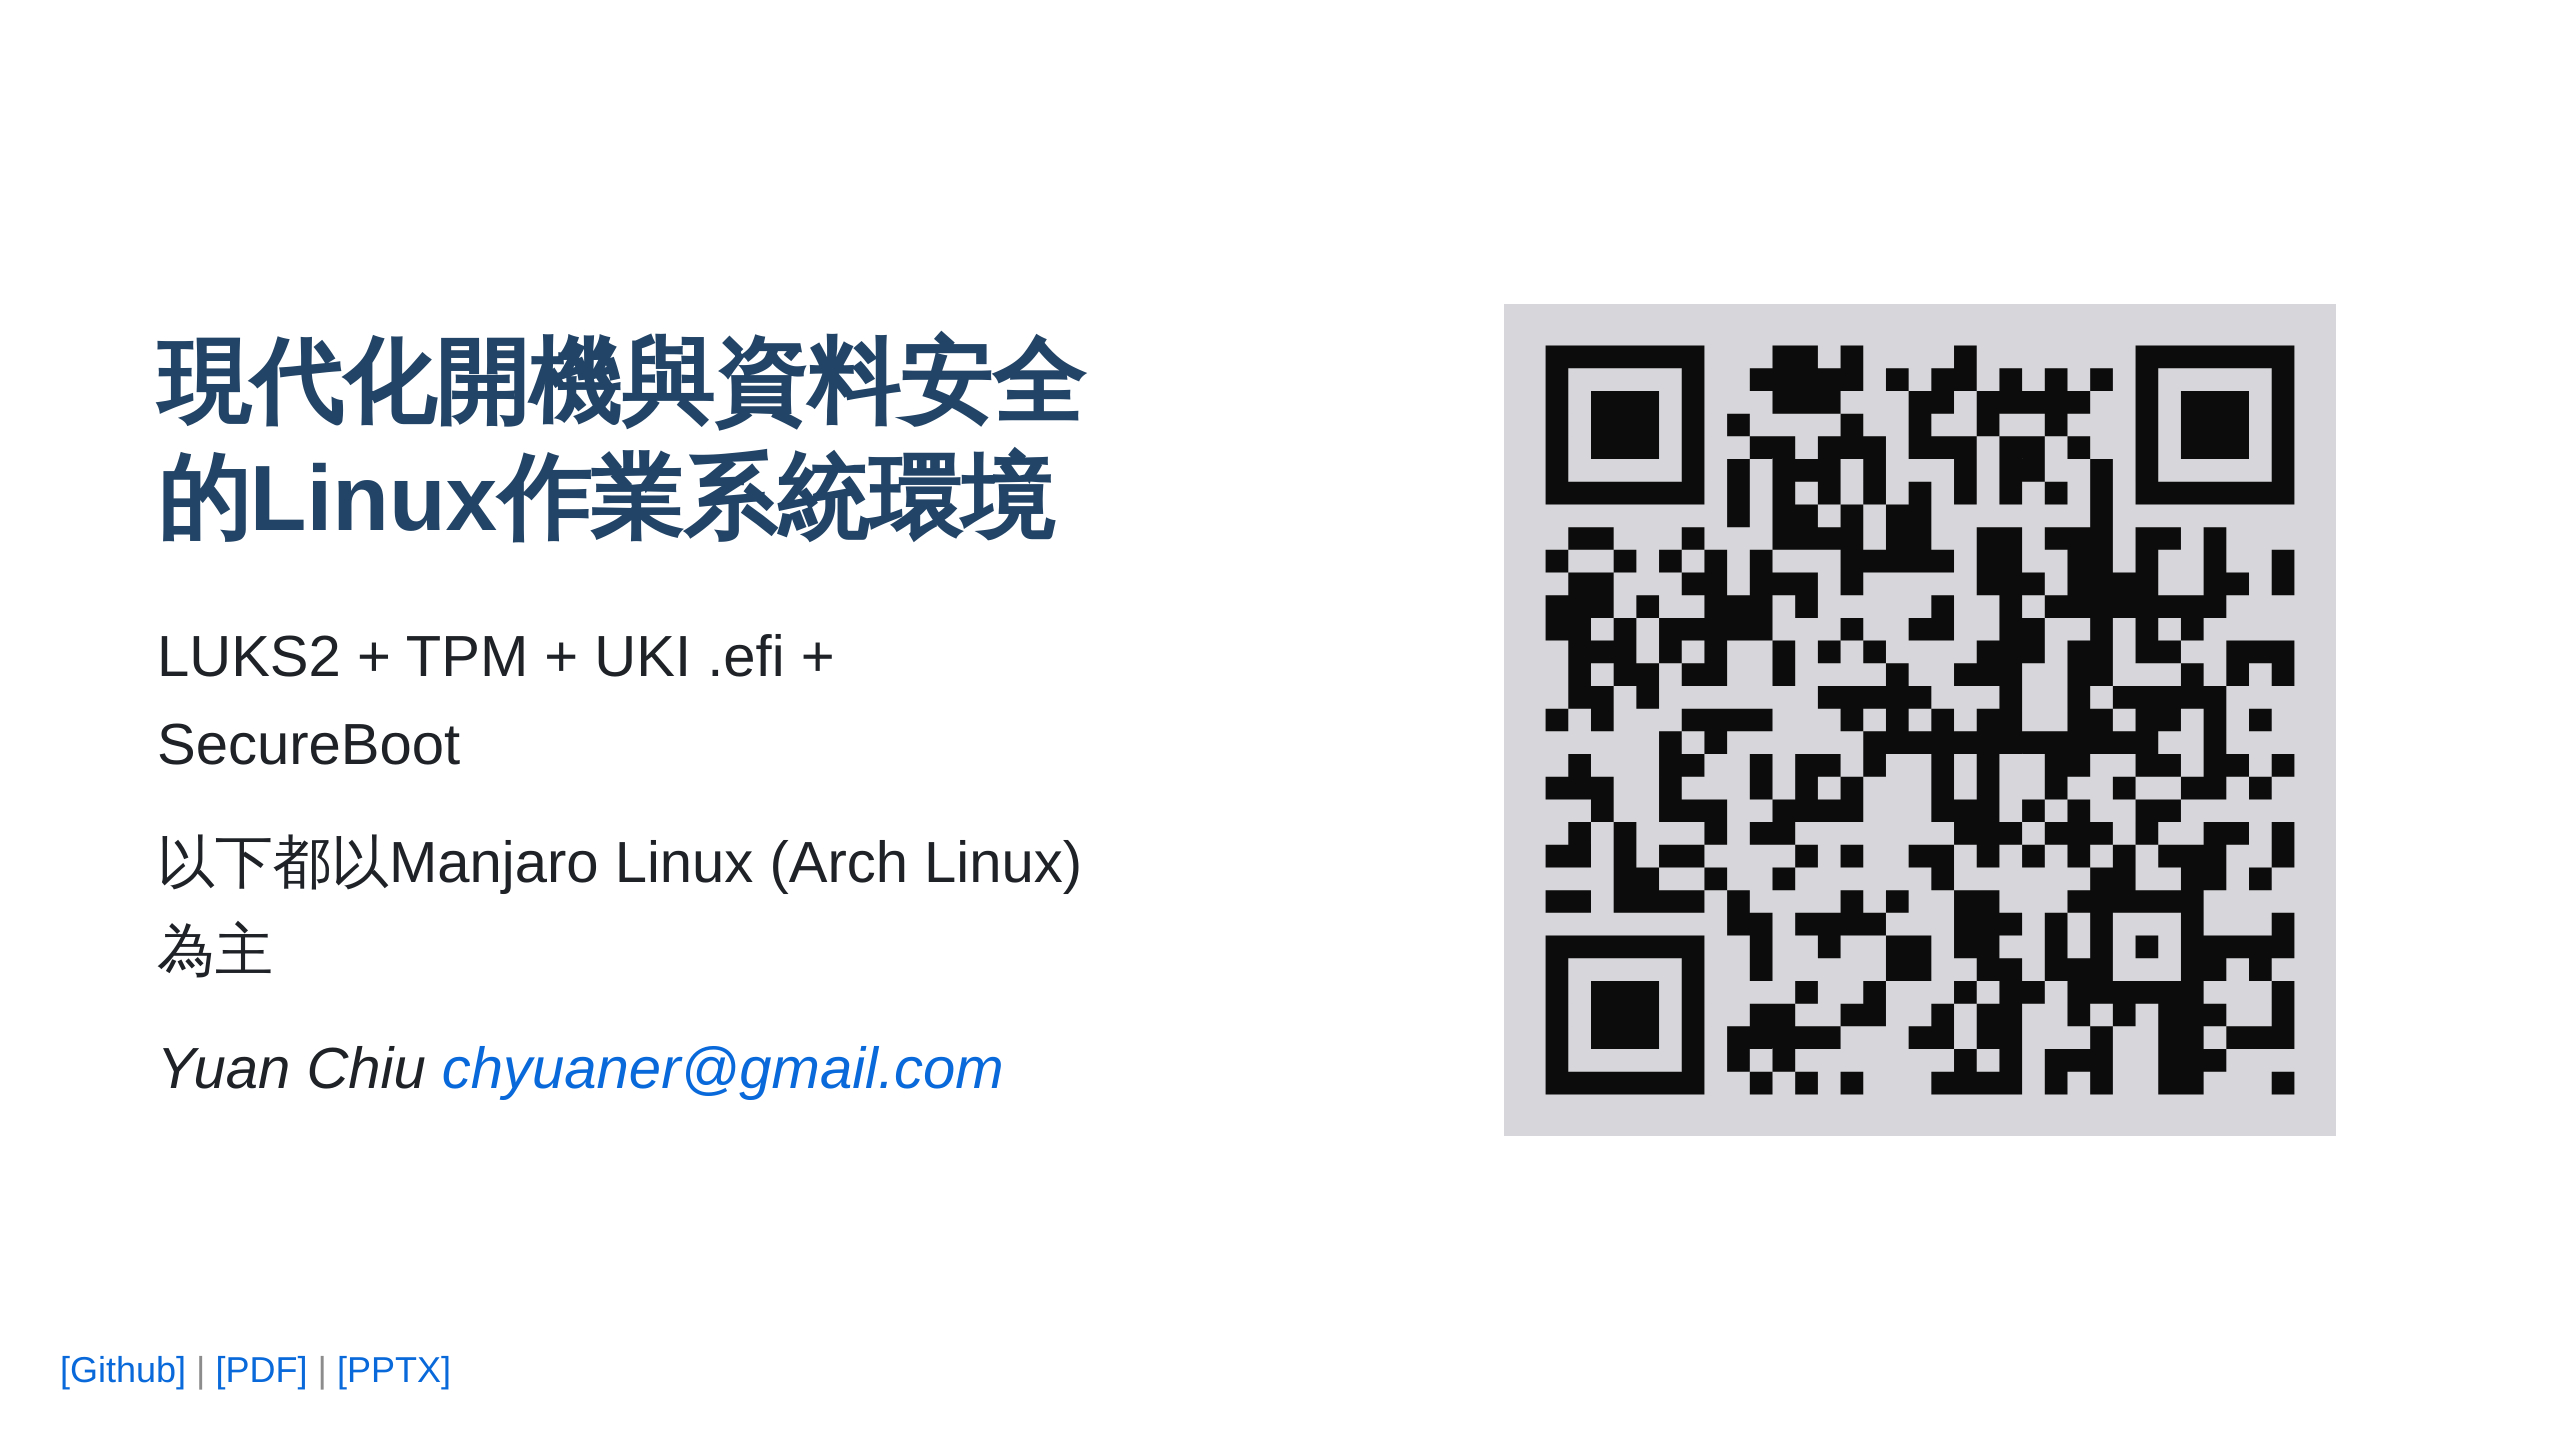 現代化開機與資料安全
的Linux作業系統環境
LUKS2 + TPM + UKI .efi +
SecureBoot
以下都以Manjaro Linux (Arch Linux)
為主
Yuan Chiu chyuaner@gmail.com
[Github] | [PDF] | [PPTX]